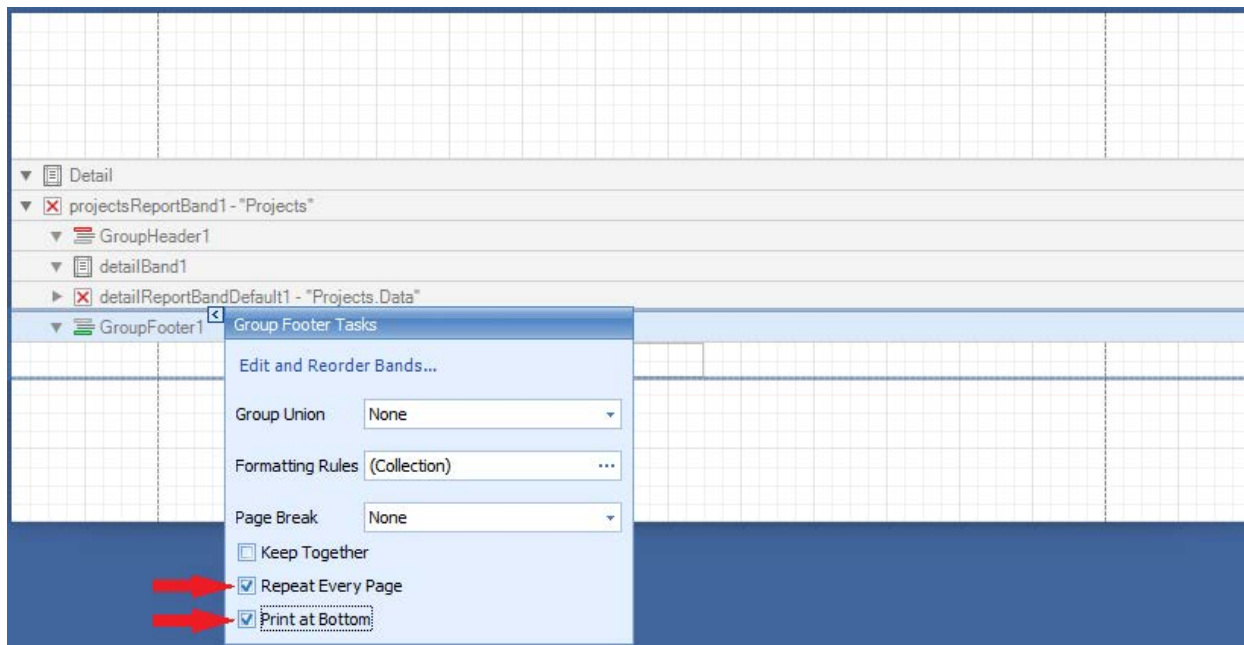 Detail
projectsReportBand1 - "Projects"
GroupHeader1
detailBand1
detailReportBandDefault1 - "Projects.Data"
GroupFooter1
Group Footer Tasks
Edit and Reorder Bands...
Group Union None
Formatting Rules (Collection) ...
Page Break None
Keep Together
Repeat Every Page
Print at Bottom